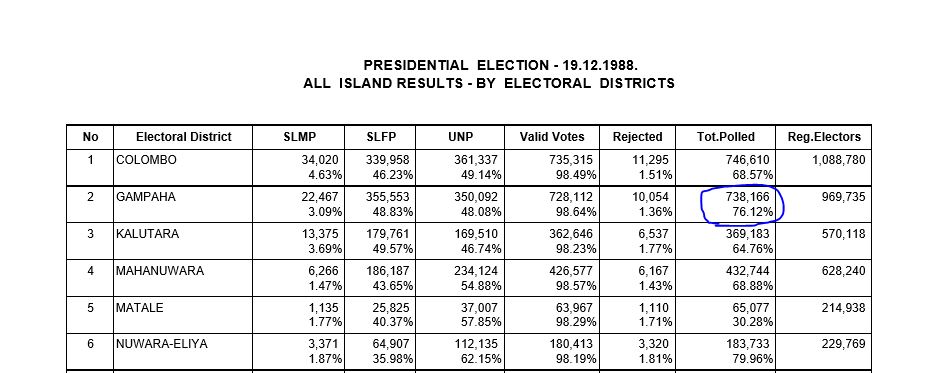 PRESIDENTIAL ELECTION - 19.12.1988.
ALL ISLAND RESULTS - BY ELECTORAL DISTRICTS
No Electoral District SLMP SLFP UNP Valid Votes Rejected Tot.Polled Reg.Electors
1 COLOMBO 34,020 339,958 361,337 735,315 11,295 746,610 1,088,780
4.63% 46.23% 49.14% 98.49% 1.51% 68.57%
2 GAMPAHA 22,467 355,553 350,092 728,112 10,054 738,166 969,735
3.09% 48.83% 48.08% 98.64% 1.36% 76.12%
3 KALUTARA 13,375 179,761 169,510 362,646 6,537 369,183 570,118
3.69% 49.57% 46.74% 98.23% 1.77% 64.76%
4 MAHANUWARA 6,266 186,187 234,124 426,577 6,167 432,744 628,240
1.47% 43.65% 54.88% 98.57% 1.43% 68.88%
5 MATALE 1,135 25,825 37,007 63,967 1,110 65,077 214,938
1.77% 40.37% 57.85% 98.29% 1.71% 30.28%
6 NUWARA-ELIYA 3,371 64,907 112,135 180,413 3,320 183,733 229,769
1.87% 35.98% 62.15% 98.19% 1.81% 79.96%